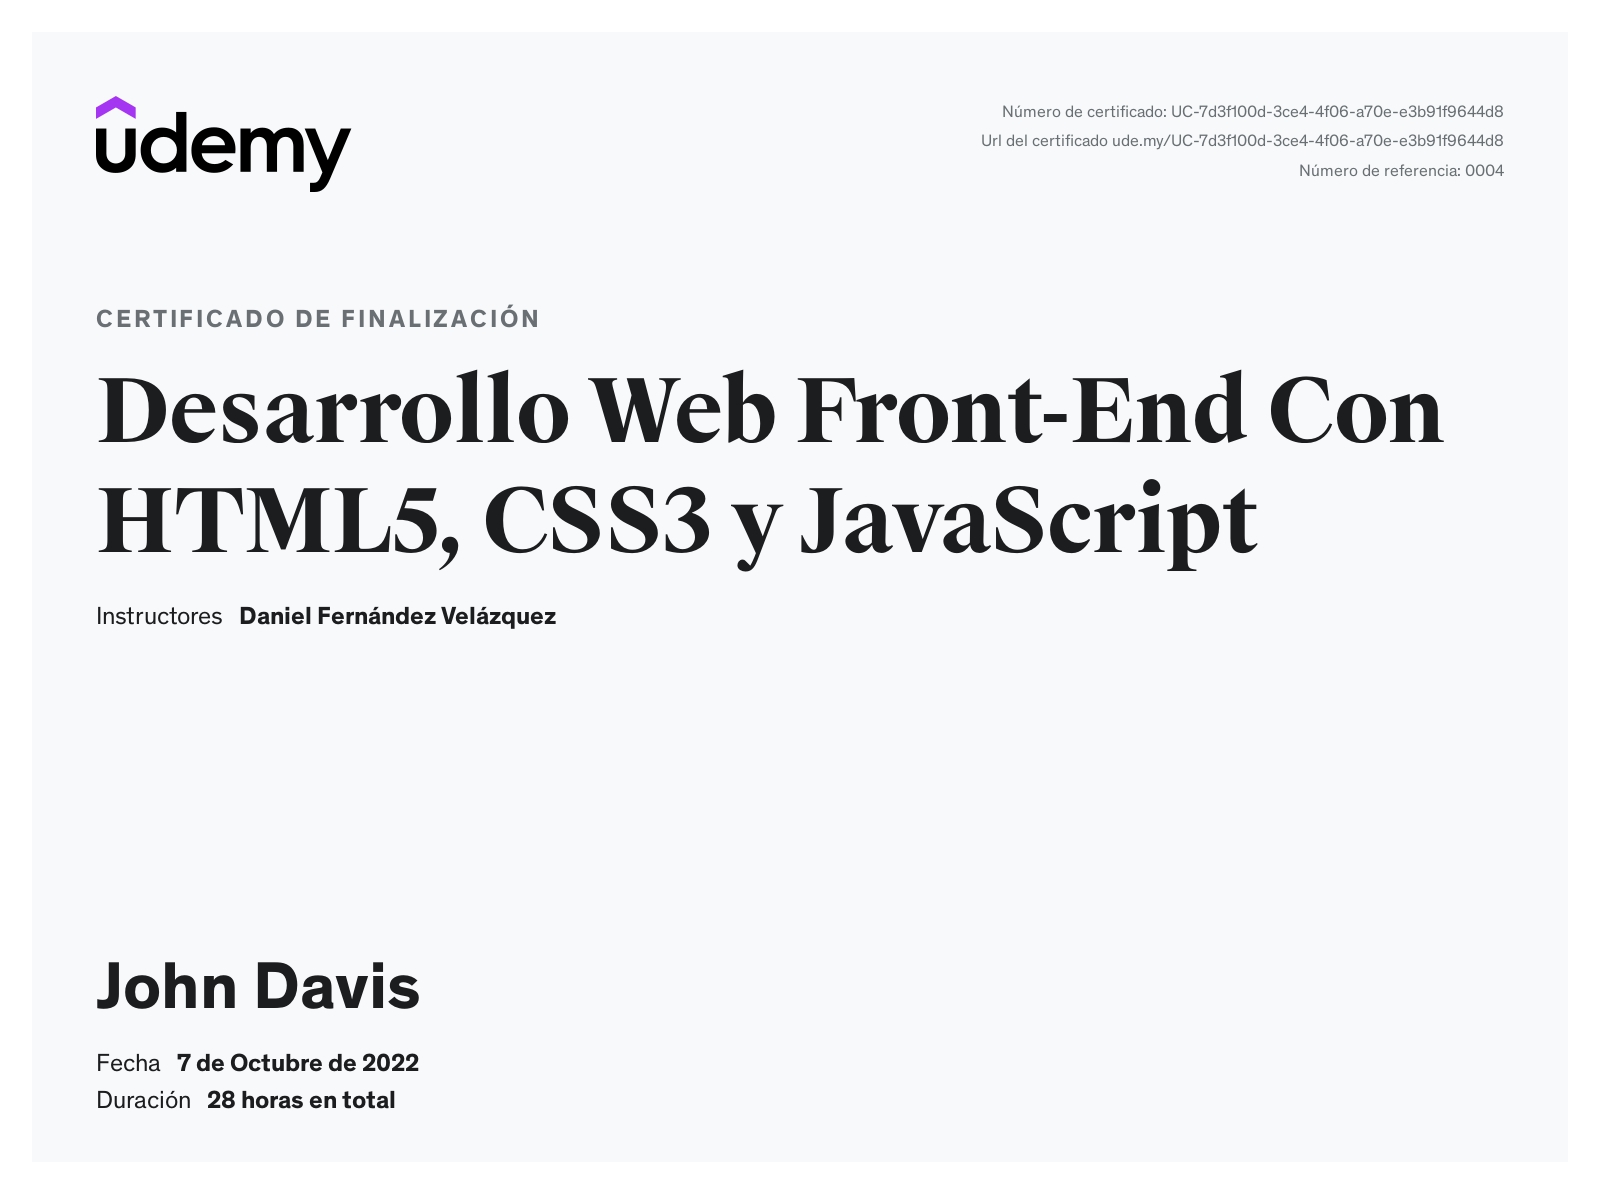 udemy
Número de certificado: UC-7d3f100d-3ce4-4f06-a70e-e3b91f9644d8
Url del certificado ude.my/UC-7d3f100d-3ce4-4f06-a70e-e3b91f9644d8
Número de referencia: 0004
CERTIFICADO DE FINALIZACIÓN
Desarrollo Web Front-End Con
HTML5, CSS3 y JavaScript
Instructores Daniel Fernández Velázquez
John Davis
Fecha 7 de Octubre de 2022
Duración 28 horas en total